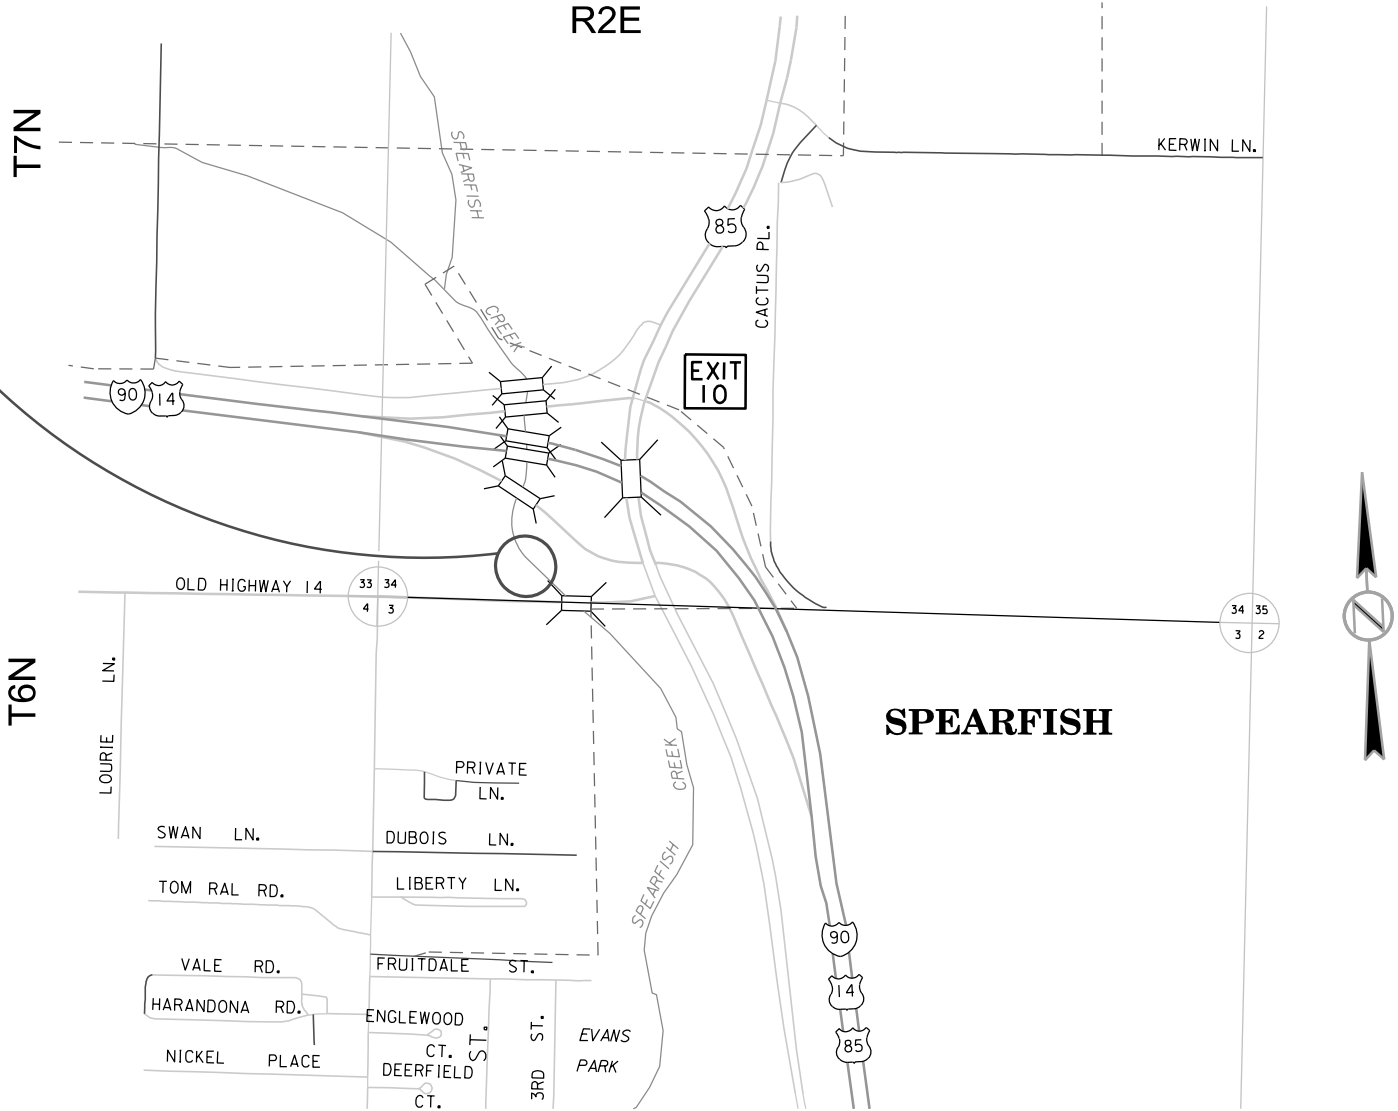 R2E
T7N
SPEARFISH
KERWIN LN.
85
CACTUS PL.
CREEK
EXIT
10
90
14
OLD HIGHWAY 14
33 34
4 3
34 35
3 2
N
T6N
LOURIE LN.
SPEARFISH
CREEK
PRIVATE
LN.
SWAN LN.
DUBOIS LN.
SPEARFISH
TOM RAL RD.
LIBERTY LN.
90
VALE RD.
FRUITDALE ST.
14
HARANDONA RD.
ENGLEWOOD
CT.
ST.
3RD ST.
EVANS
PARK
85
NICKEL PLACE
DEERFIELD
CT.